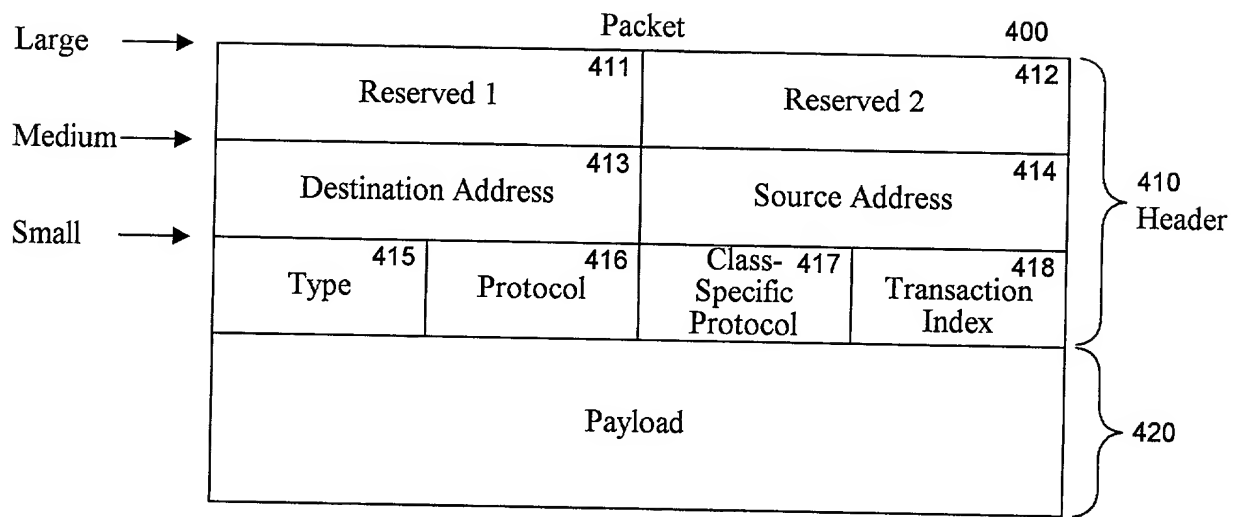 Packet 400
Large
411 412
Reserved 1 Reserved 2
Medium
413 414
Destination Address Source Address
410
Header
Small
415 416 Class- 417 418
Type Protocol Specific Transaction
Protocol Index
Payload
420